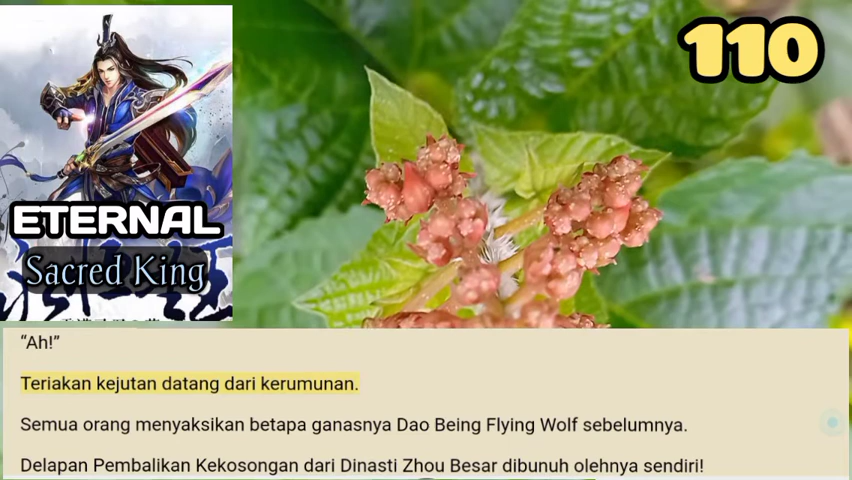 110
ETERNAL
Sacred King
“Ah!”
Teriakan kejutan datang dari kerumunan.
Semua orang menyaksikan betapa ganasnya Dao Being Flying Wolf sebelumnya.
Delapan Pembalikan Kekosongan dari Dinasti Zhou Besar dibunuh olehnya sendiri!